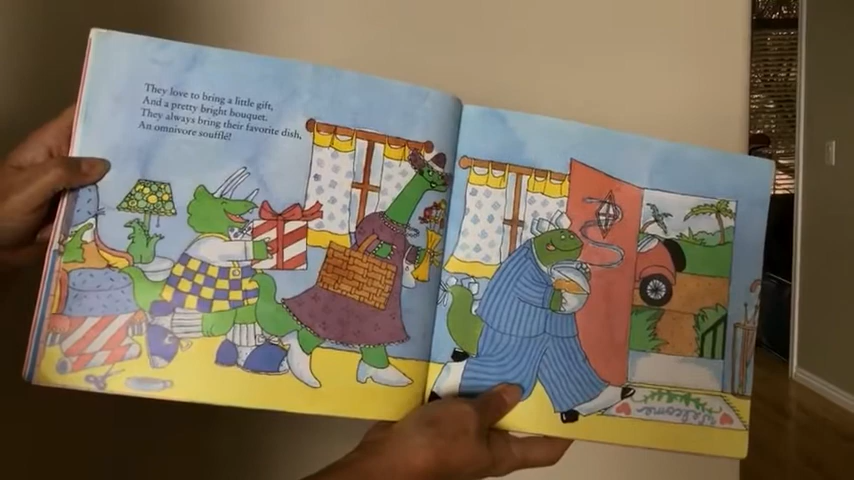 They love to bring a little gift,
And a pretty bright bouquet.
They always bring their favorite dish,
An omnivore soufflé!
Welcome